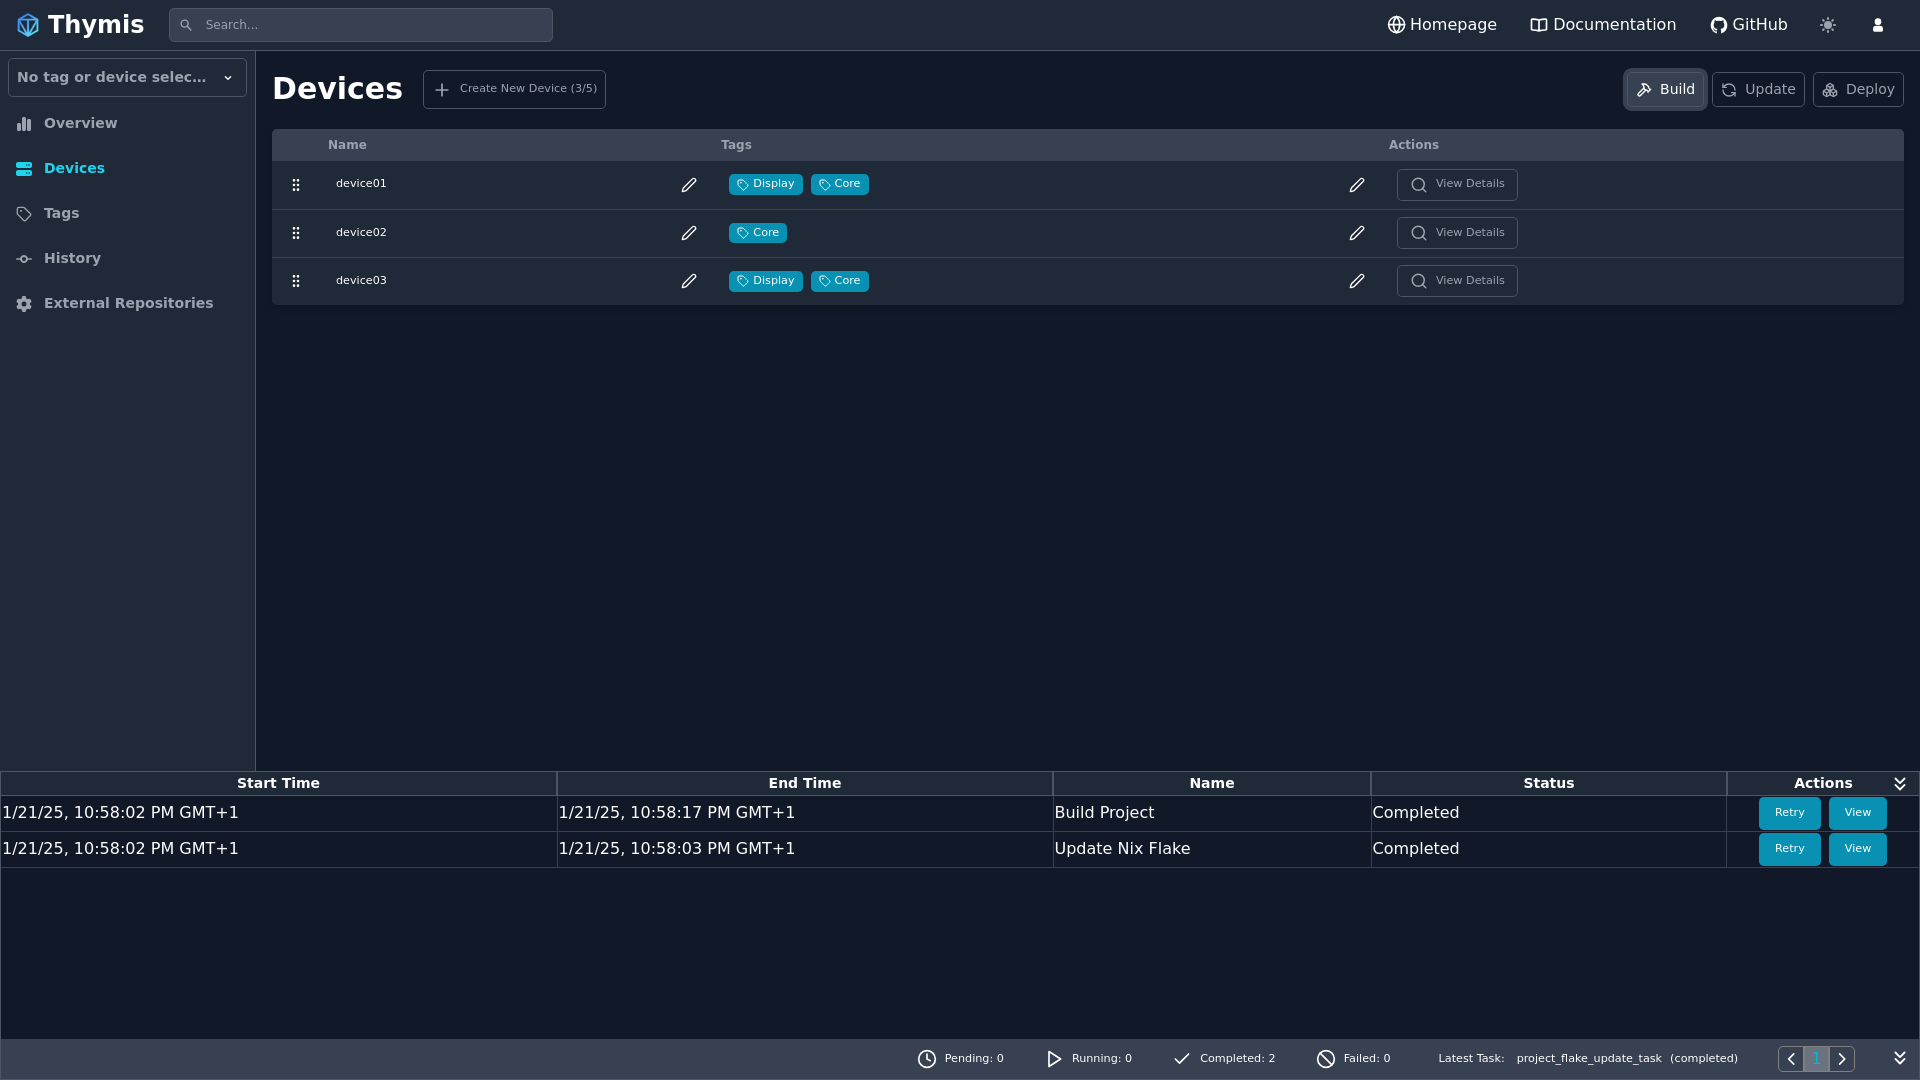 Thymis
Search...
Homepage
Documentation
GitHub
No tag or device selec...
Overview
Devices
Tags
History
External Repositories
Devices
Create New Device (3/5)
Build
Update
Deploy
Name Tags Actions
device01 Display Core View Details
device02 Core View Details
device03 Display Core View Details
Start Time End Time Name Status Actions
1/21/25, 10:58:02 PM GMT+1 1/21/25, 10:58:17 PM GMT+1 Build Project Completed Retry View
1/21/25, 10:58:02 PM GMT+1 1/21/25, 10:58:03 PM GMT+1 Update Nix Flake Completed Retry View
Pending: 0 Running: 0 Completed: 2 Failed: 0 Latest Task: project_flake_update_task (completed) 1